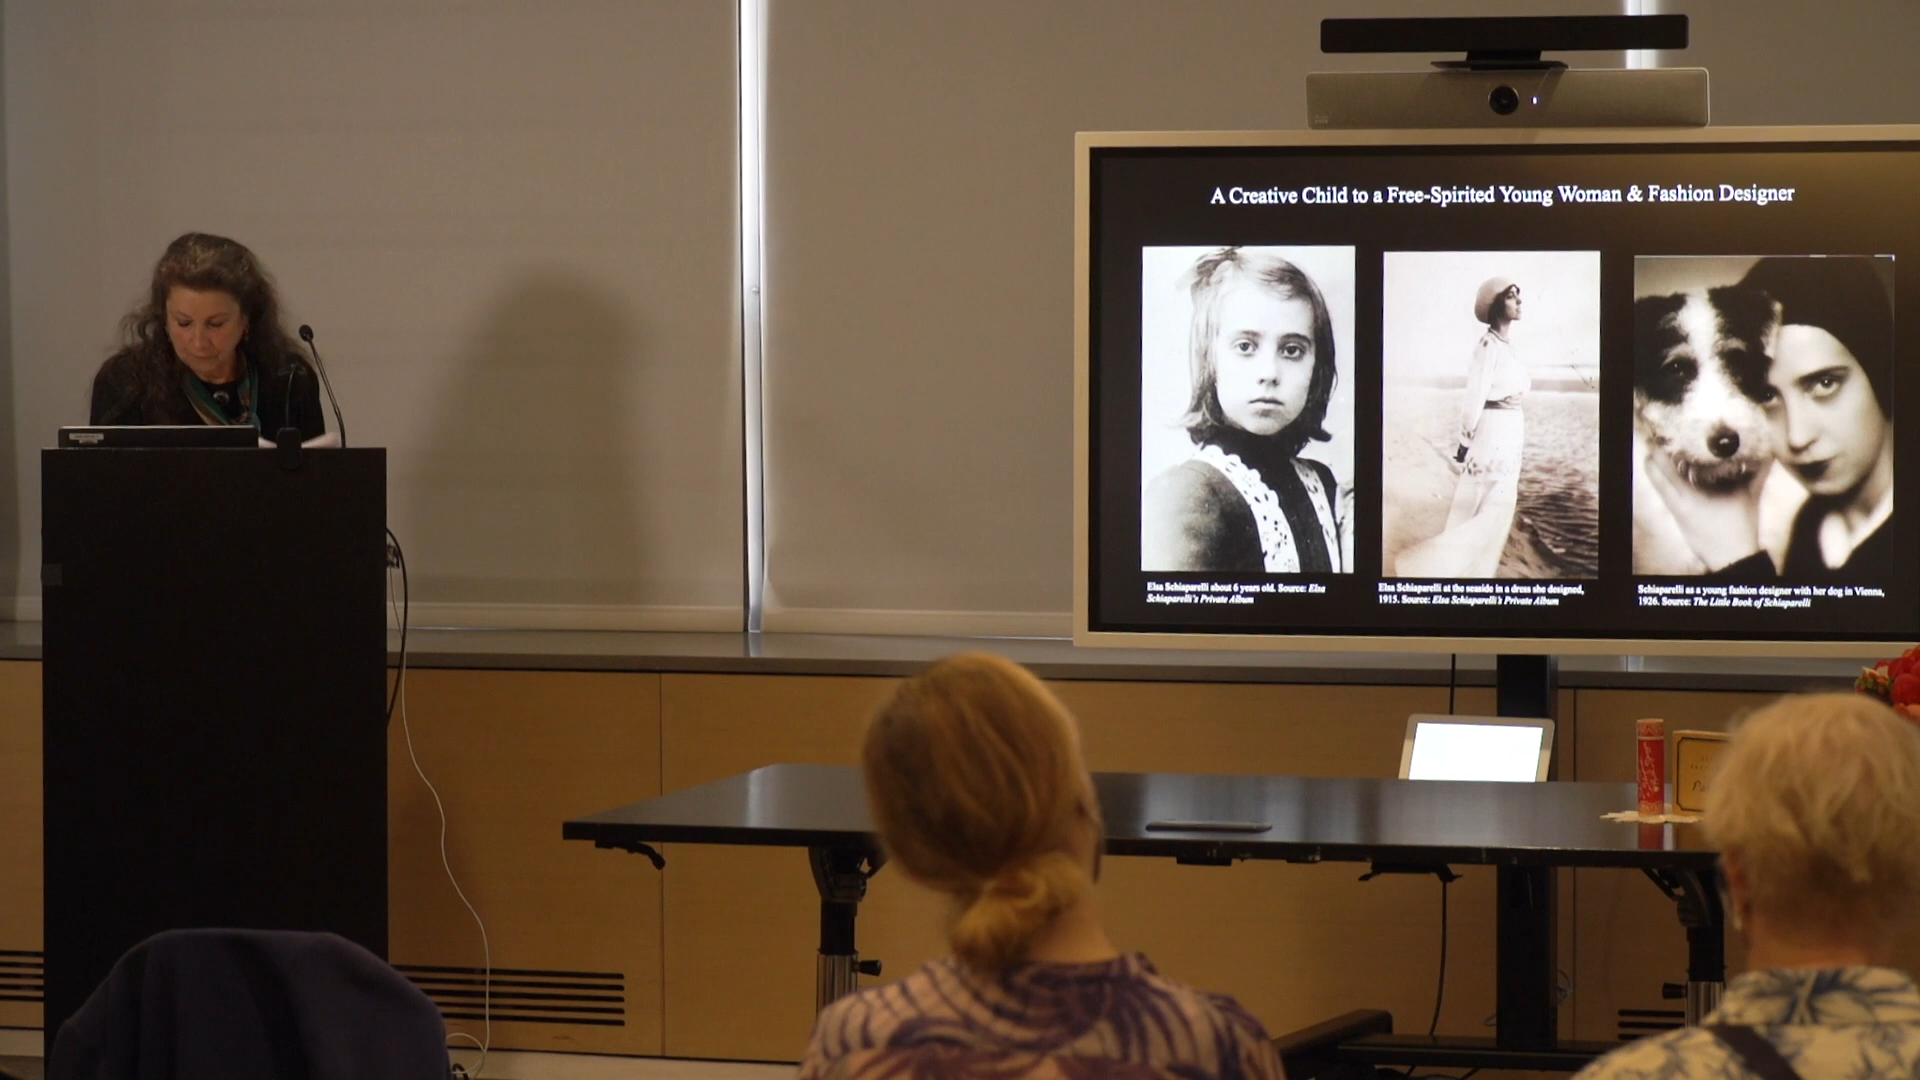 A Creative Child to a Free-Spirited Young Woman & Fashion Designer
Elsa Schiaparelli about 6 years old. Source: Elsa
Schiaparelli's Private Album
Elsa Schiaparelli at the seaside in a dress she designed,
1915. Source: Elsa Schiaparelli's Private Album
Schiaparelli as a young fashion designer with her dog in Vienna,
1926. Source: The Little Book of Schiaparelli